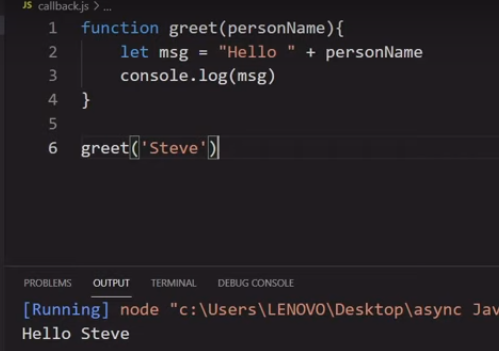 JS callback.js > ...
1 function greet(personName){
2 let msg = "Hello " + personName
3 console.log(msg)
4 }
5
6 greet('Steve')
PROBLEMS OUTPUT TERMINAL DEBUG CONSOLE
[Running] node "c:\Users\LENOVO\Desktop\async Jav
Hello Steve